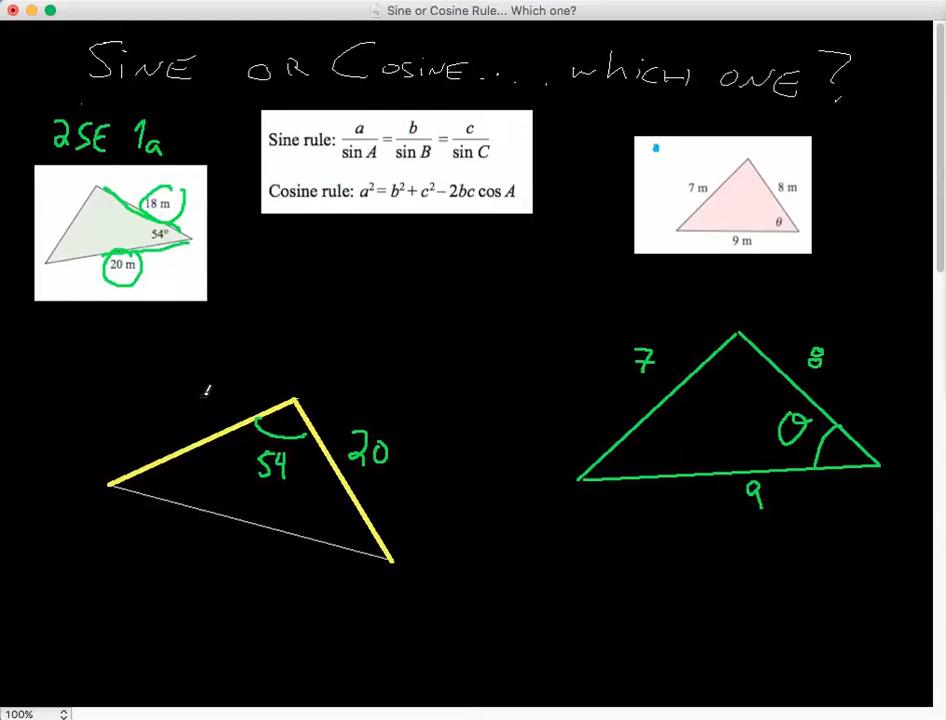 Sine or Cosine Rule... Which one?
SINE OR COSINE... which ONE?
2SE 1a
18 m
54°
20 m
Sine rule: a/sin A = b/sin B = c/sin C
Cosine rule: a² = b² + c² − 2bc cos A
a
7 m
8 m
θ
9 m
54
20
7
8
θ
9
100%